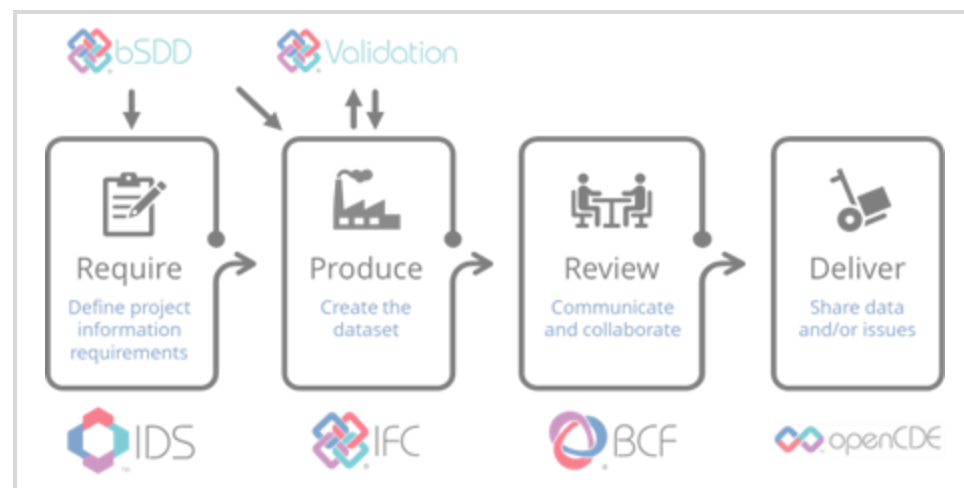 bSDD
Validation
Require
Define project
information
requirements
Produce
Create the
dataset
Review
Communicate
and collaborate
Deliver
Share data
and/or issues
IDS
IFC
BCF
openCDE